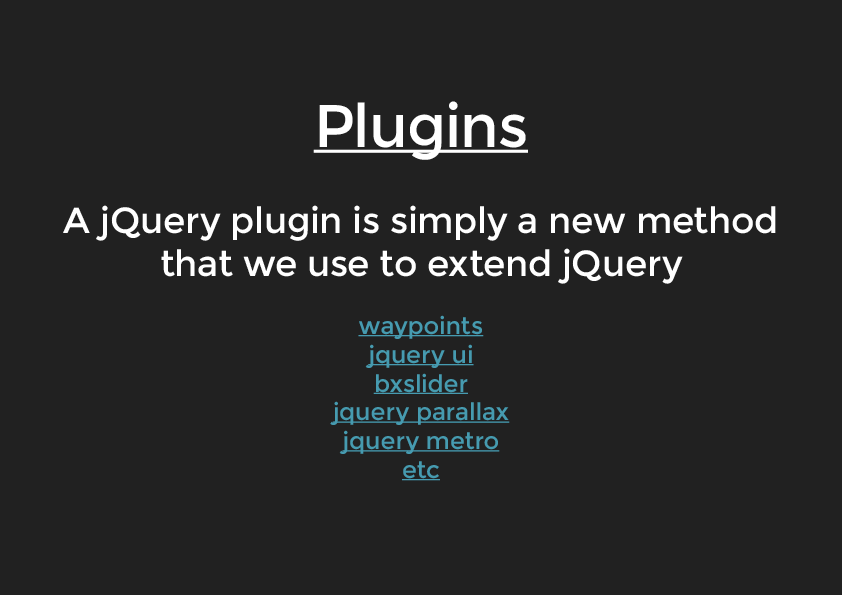 Plugins
A jQuery plugin is simply a new method
that we use to extend jQuery
waypoints
jquery ui
bxslider
jquery parallax
jquery metro
etc